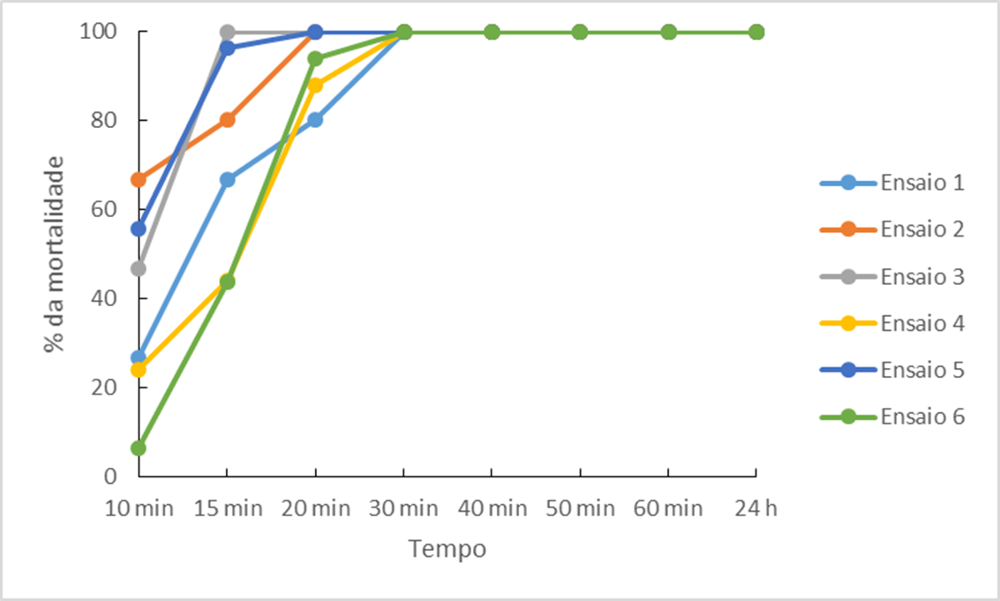 100
80
60
40
20
0
% da mortalidade
10 min
15 min
20 min
30 min
40 min
50 min
60 min
24 h
Tempo
Ensaio 1
Ensaio 2
Ensaio 3
Ensaio 4
Ensaio 5
Ensaio 6